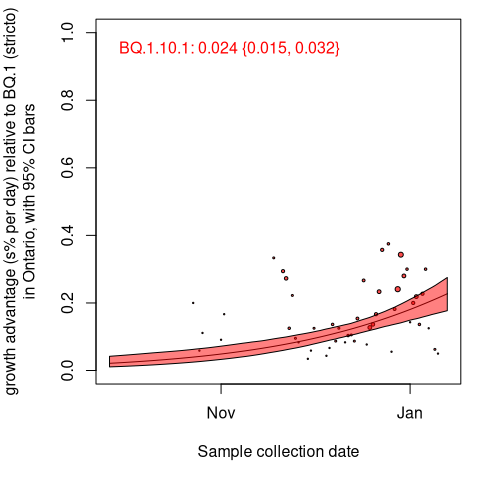 growth advantage (s% per day) relative to BQ.1 (stricto)
in Ontario, with 95% CI bars
1.0
0.8
0.6
0.4
0.2
0.0
BQ.1.10.1: 0.024 {0.015, 0.032}
Nov
Jan
Sample collection date